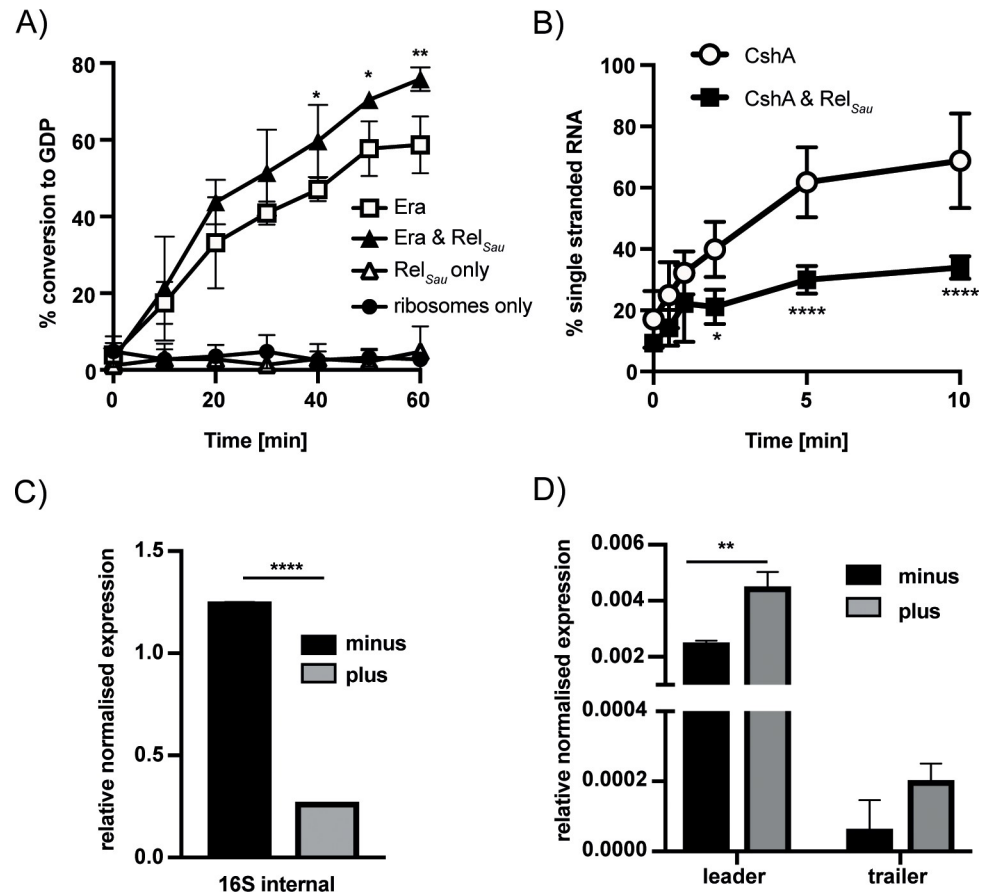 A)
% conversion to GDP
80
60
40
20
0
0 20 40 60
Time [min]
* * **
Era
Era & RelSau
RelSau only
ribosomes only
B)
% single stranded RNA
100
80
60
40
20
0
0 5 10
Time [min]
CshA
CshA & RelSau
* **** ****
C)
relative normalised expression
1.5
1.0
0.5
0.0
****
minus
plus
16S internal
D)
relative normalised expression
0.006
0.004
0.002
0.0004
0.0002
0.0000
**
minus
plus
leader trailer